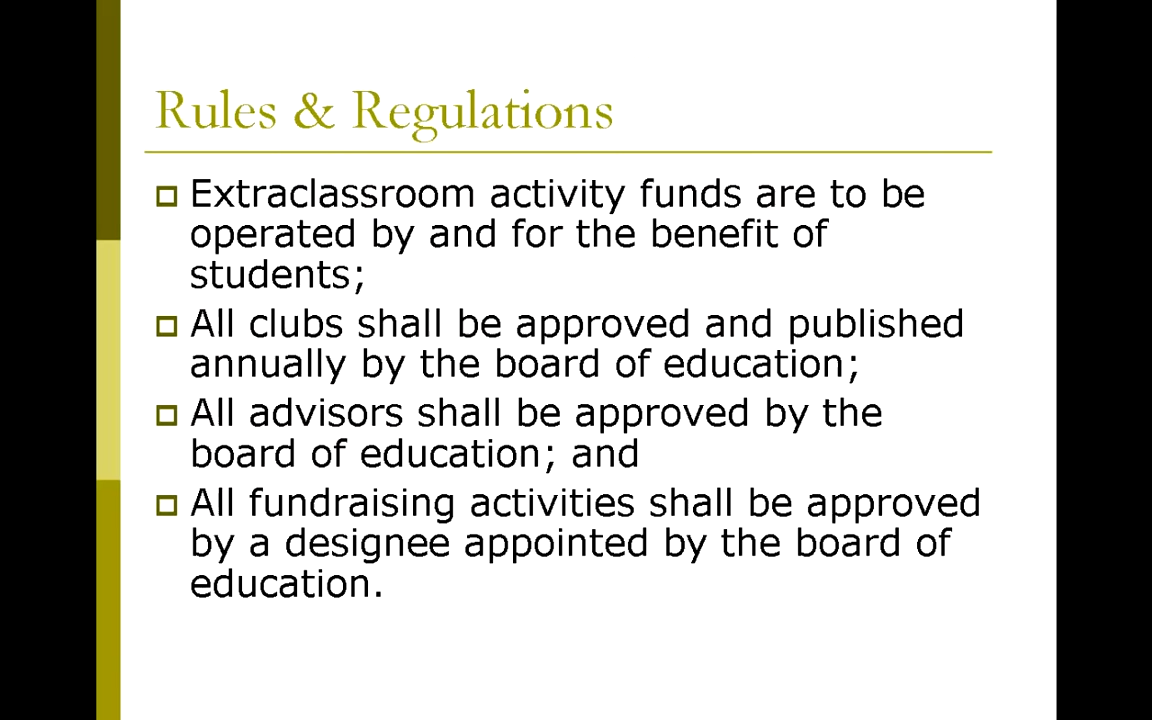 Rules & Regulations
Extraclassroom activity funds are to be
operated by and for the benefit of
students;
All clubs shall be approved and published
annually by the board of education;
All advisors shall be approved by the
board of education; and
All fundraising activities shall be approved
by a designee appointed by the board of
education.